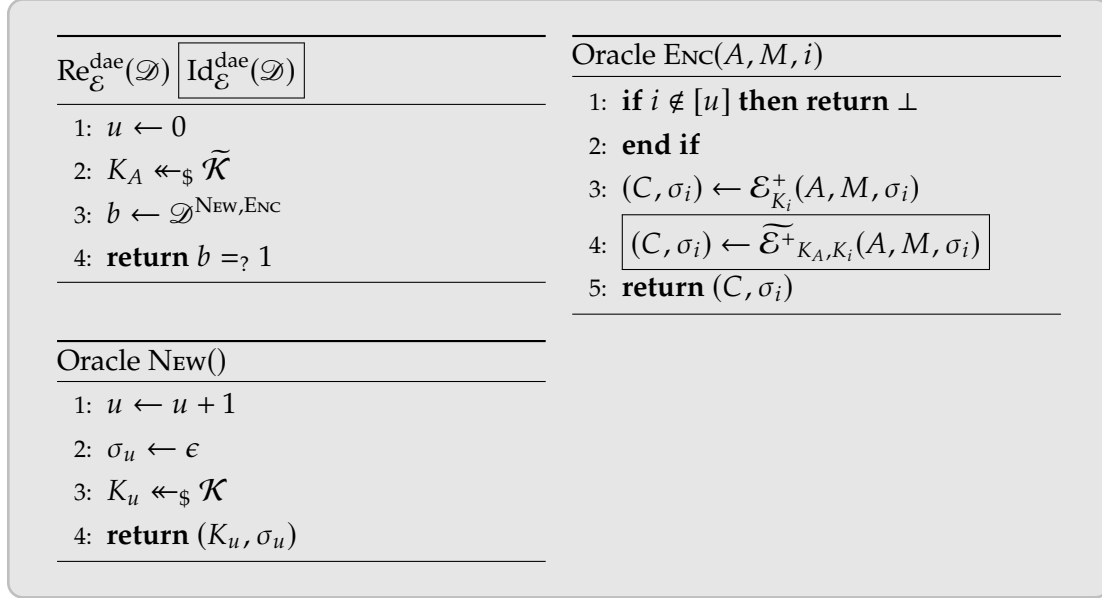 Re^dae_ℰ(𝒟) Id^dae_ℰ(𝒟)
1: u ← 0
2: K_A ↞_$ 𝒦̃
3: b ← 𝒟^{New,Enc}
4: return b =_? 1
Oracle New()
1: u ← u + 1
2: σ_u ← ϵ
3: K_u ↞_$ 𝒦
4: return (K_u, σ_u)
Oracle Enc(A, M, i)
1: if i ∉ [u] then return ⊥
2: end if
3: (C, σ_i) ← ℰ^+_{K_i}(A, M, σ_i)
4: (C, σ_i) ← ℰ̃^+_{K_A,K_i}(A, M, σ_i)
5: return (C, σ_i)